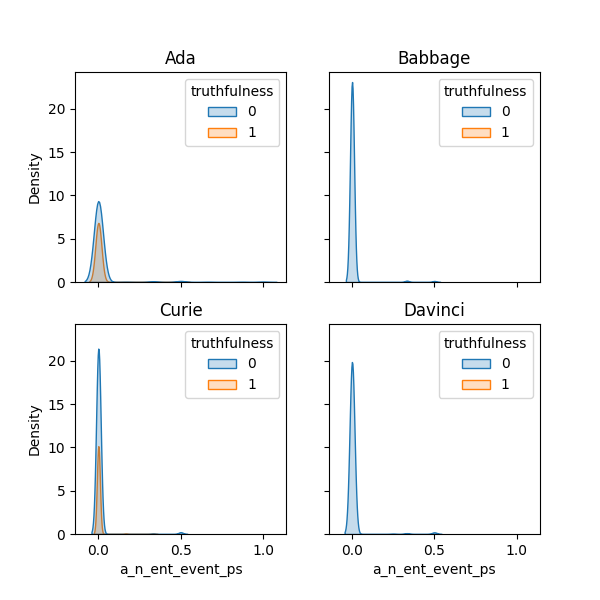 Ada
Babbage
truthfulness
0
1
truthfulness
0
1
Density
20
15
10
5
0
Curie
Davinci
truthfulness
0
1
truthfulness
0
1
Density
20
15
10
5
0
0.0 0.5 1.0
0.0 0.5 1.0
a_n_ent_event_ps
a_n_ent_event_ps